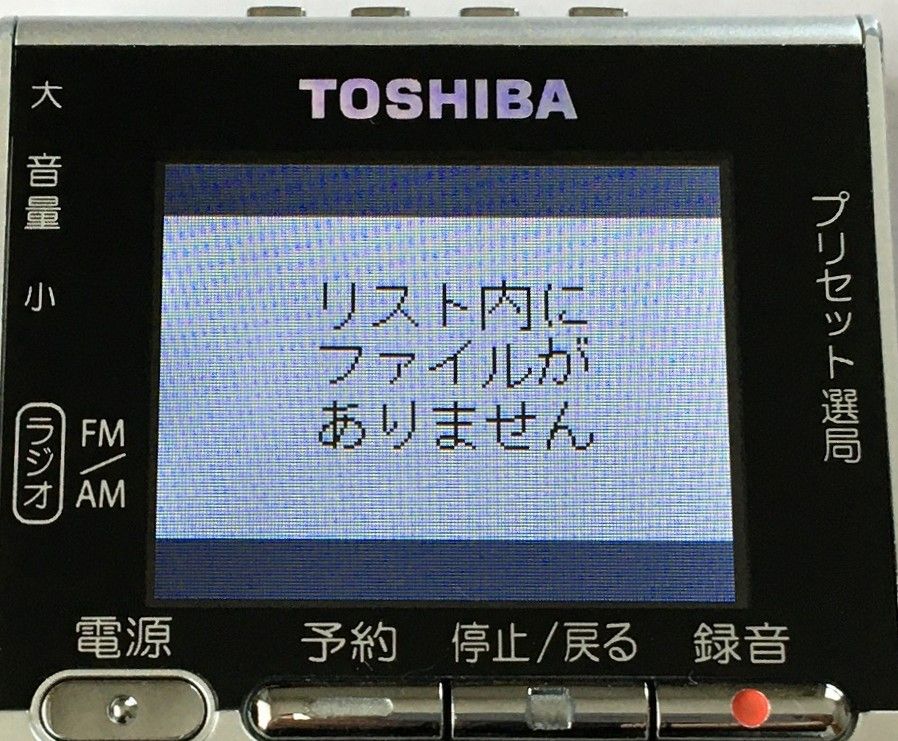 TOSHIBA
大
音量
小
ラジオ
FM/AM
プリセット選局
リスト内に
ファイルが
ありません
電源
予約
停止/戻る
録音